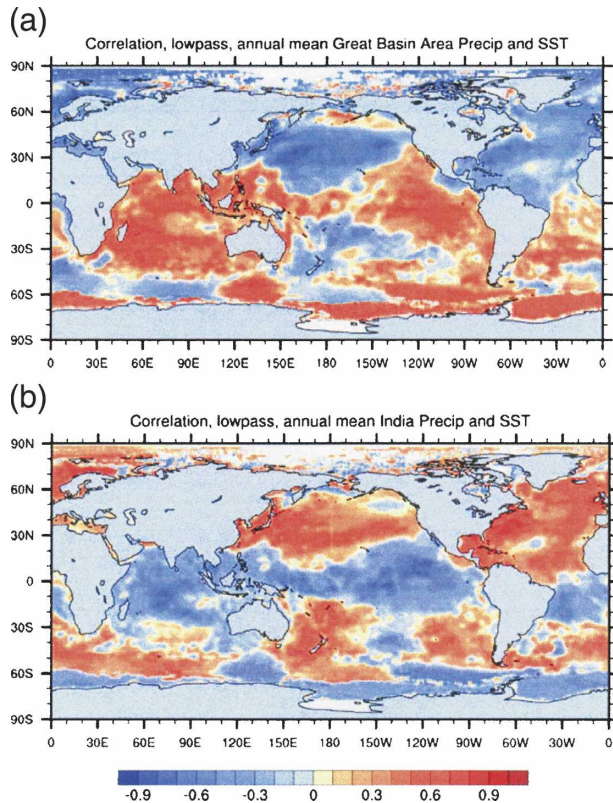 (a)
Correlation, lowpass, annual mean Great Basin Area Precip and SST
90N
60N
30N
0
30S
60S
90S
0 30E 60E 90E 120E 150E 180 150W 120W 90W 60W 30W 0
(b)
Correlation, lowpass, annual mean India Precip and SST
90N
60N
30N
0
30S
60S
90S
0 30E 60E 90E 120E 150E 180 150W 120W 90W 60W 30W 0
-0.9 -0.6 -0.3 0 0.3 0.6 0.9